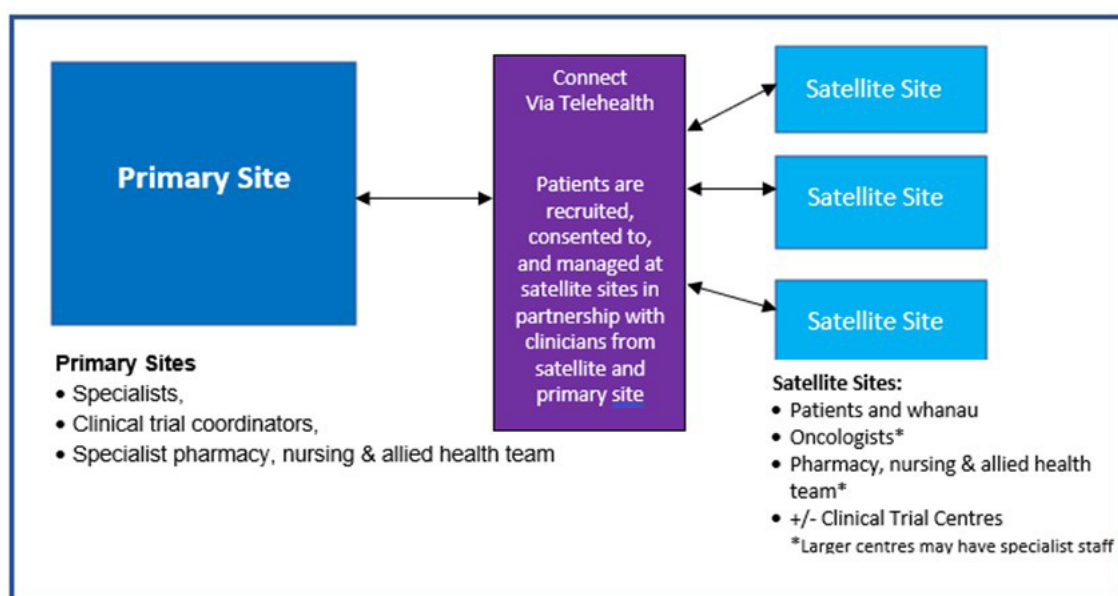 Primary Site
Primary Sites
• Specialists,
• Clinical trial coordinators,
• Specialist pharmacy, nursing & allied health team
Connect
Via Telehealth
Patients are
recruited,
consented to,
and managed at
satellite sites in
partnership with
clinicians from
satellite and
primary site
Satellite Site
Satellite Site
Satellite Site
Satellite Sites:
• Patients and whanau
• Oncologists*
• Pharmacy, nursing & allied health
team*
• +/- Clinical Trial Centres
*Larger centres may have specialist staff